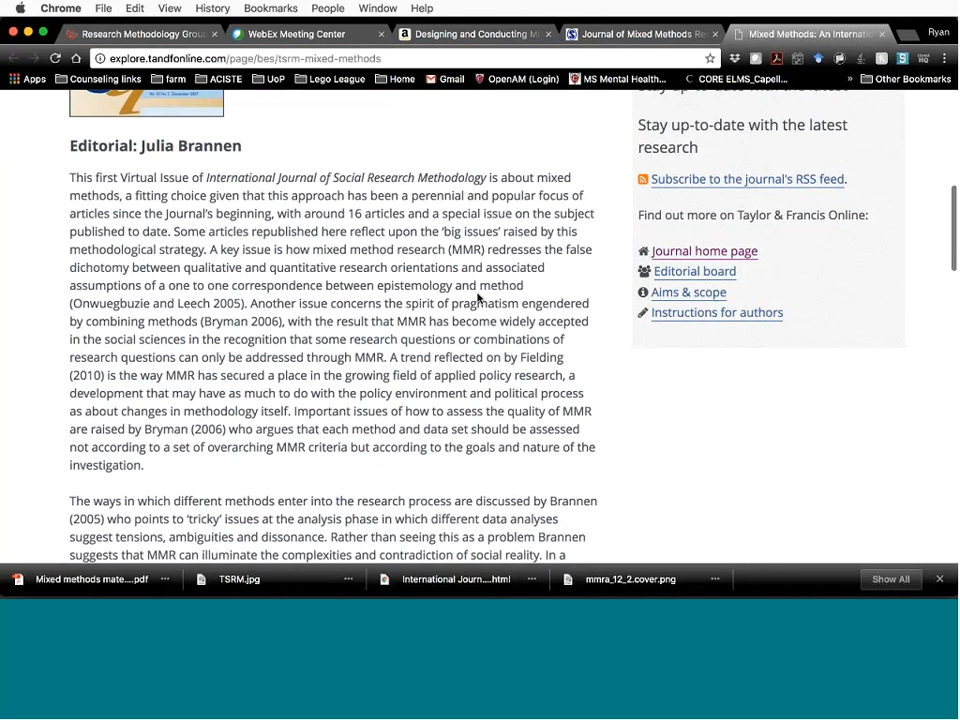 Chrome File Edit View History Bookmarks People Window Help
Research Methodology Grou
WebEx Meeting Center
Designing and Conducting M
Journal of Mixed Methods Re
Mixed Methods: An Internati
Ryan
explore.tandfonline.com/page/bes/tsrm-mixed-methods
Apps Counseling links farm ACISTE UoP Lego League Home Gmail OpenAM (Login) MS Mental Health... CORE ELMS_Capell... » Other Bookmarks
Editorial: Julia Brannen
This first Virtual Issue of International Journal of Social Research Methodology is about mixed
methods, a fitting choice given that this approach has been a perennial and popular focus of
articles since the Journal's beginning, with around 16 articles and a special issue on the subject
published to date. Some articles republished here reflect upon the 'big issues' raised by this
methodological strategy. A key issue is how mixed method research (MMR) redresses the false
dichotomy between qualitative and quantitative research orientations and associated
assumptions of a one to one correspondence between epistemology and method
(Onwuegbuzie and Leech 2005). Another issue concerns the spirit of pragmatism engendered
by combining methods (Bryman 2006), with the result that MMR has become widely accepted
in the social sciences in the recognition that some research questions or combinations of
research questions can only be addressed through MMR. A trend reflected on by Fielding
(2010) is the way MMR has secured a place in the growing field of applied policy research, a
development that may have as much to do with the policy environment and political process
as about changes in methodology itself. Important issues of how to assess the quality of MMR
are raised by Bryman (2006) who argues that each method and data set should be assessed
not according to a set of overarching MMR criteria but according to the goals and nature of the
investigation.
The ways in which different methods enter into the research process are discussed by Brannen
(2005) who points to 'tricky' issues at the analysis phase in which different data analyses
suggest tensions, ambiguities and dissonance. Rather than seeing this as a problem Brannen
suggests that MMR can illuminate the complexities and contradiction of social reality. In a
Stay up-to-date with the latest
Stay up-to-date with the latest
research
Subscribe to the journal's RSS feed.
Find out more on Taylor & Francis Online:
Journal home page
Editorial board
Aims & scope
Instructions for authors
Mixed methods mate....pdf
TSRM.jpg
International Journ....html
mmra_12_2.cover.png
Show All